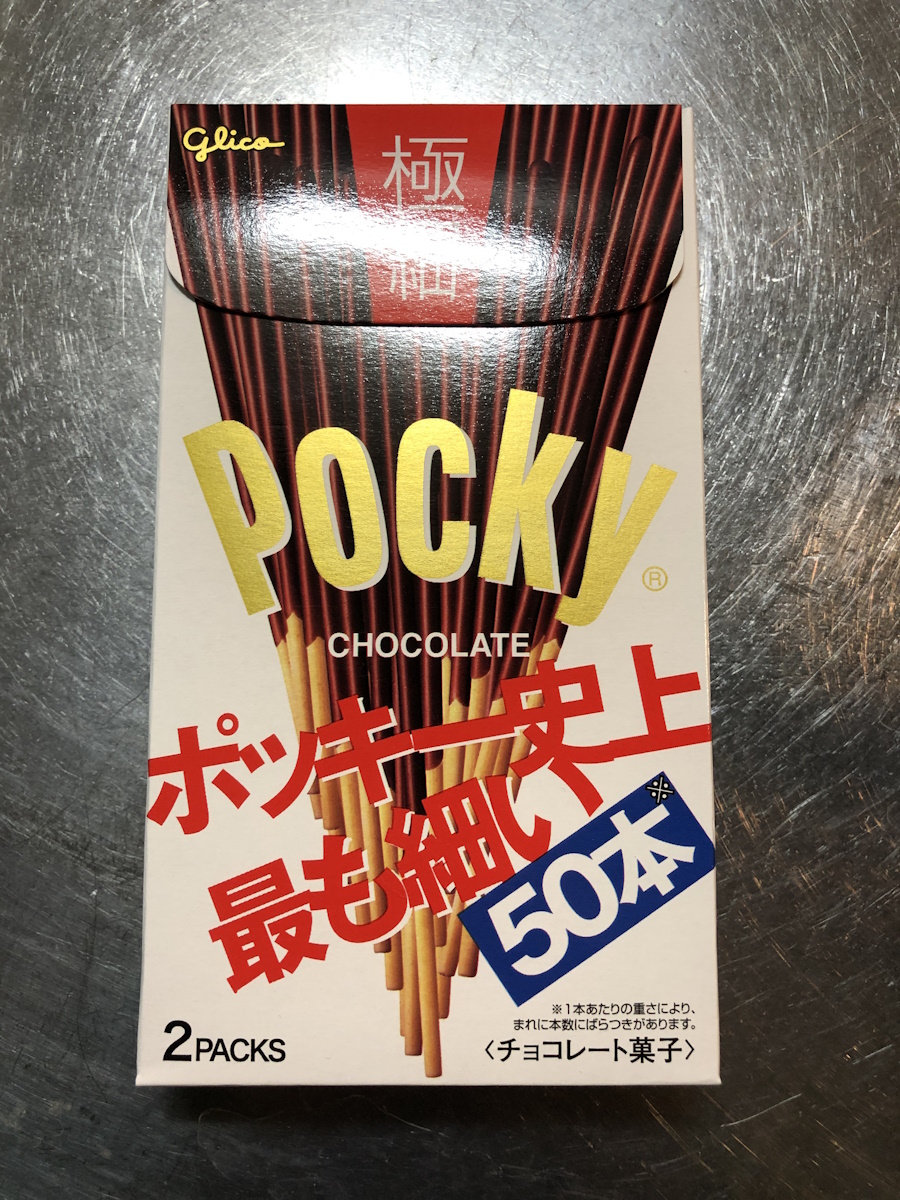 Glico
極細
Pocky
®
CHOCOLATE
ポッキー史上
最も細い
50本※
※1本あたりの重さにより、
まれに本数にばらつきがあります。
2PACKS
〈チョコレート菓子〉